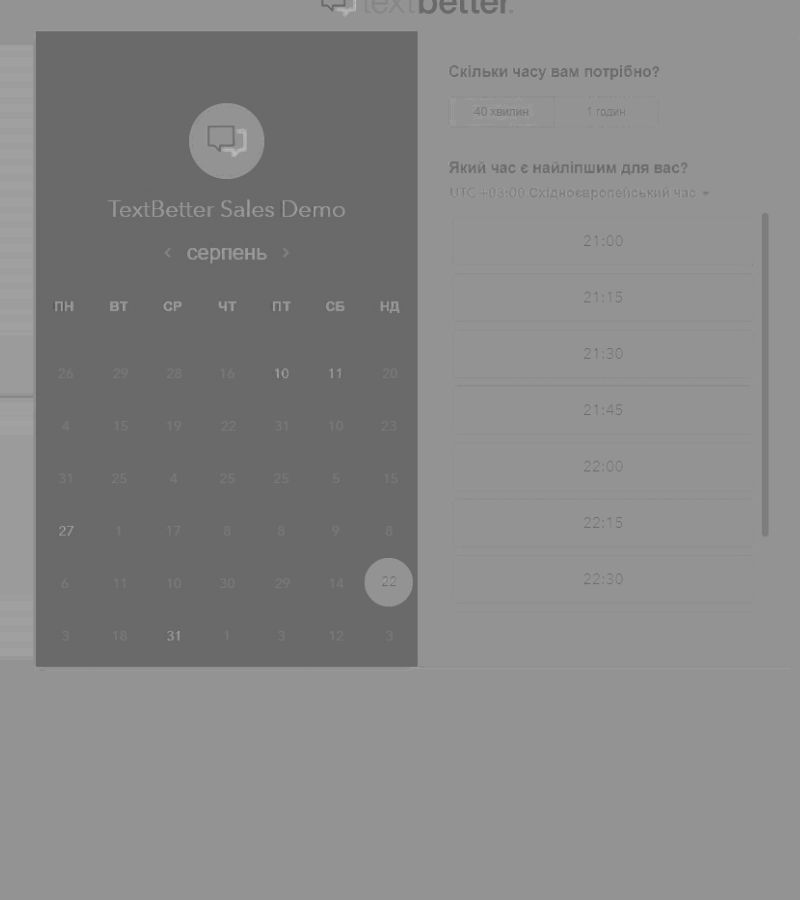 textbetter.
TextBetter Sales Demo
серпень
ПН ВТ СР ЧТ ПТ СБ НД
26 29 28 16 10 11 20
4 15 19 22 31 10 23
31 25 4 25 25 5 15
27 1 17 8 8 9 8
6 11 10 30 29 14 22
3 18 31 1 3 12 3
Скільки часу вам потрібно?
40 хвилин 1 годин
Який час є найліпшим для вас?
UTC +03:00 Східноєвропейський час
21:00
21:15
21:30
21:45
22:00
22:15
22:30